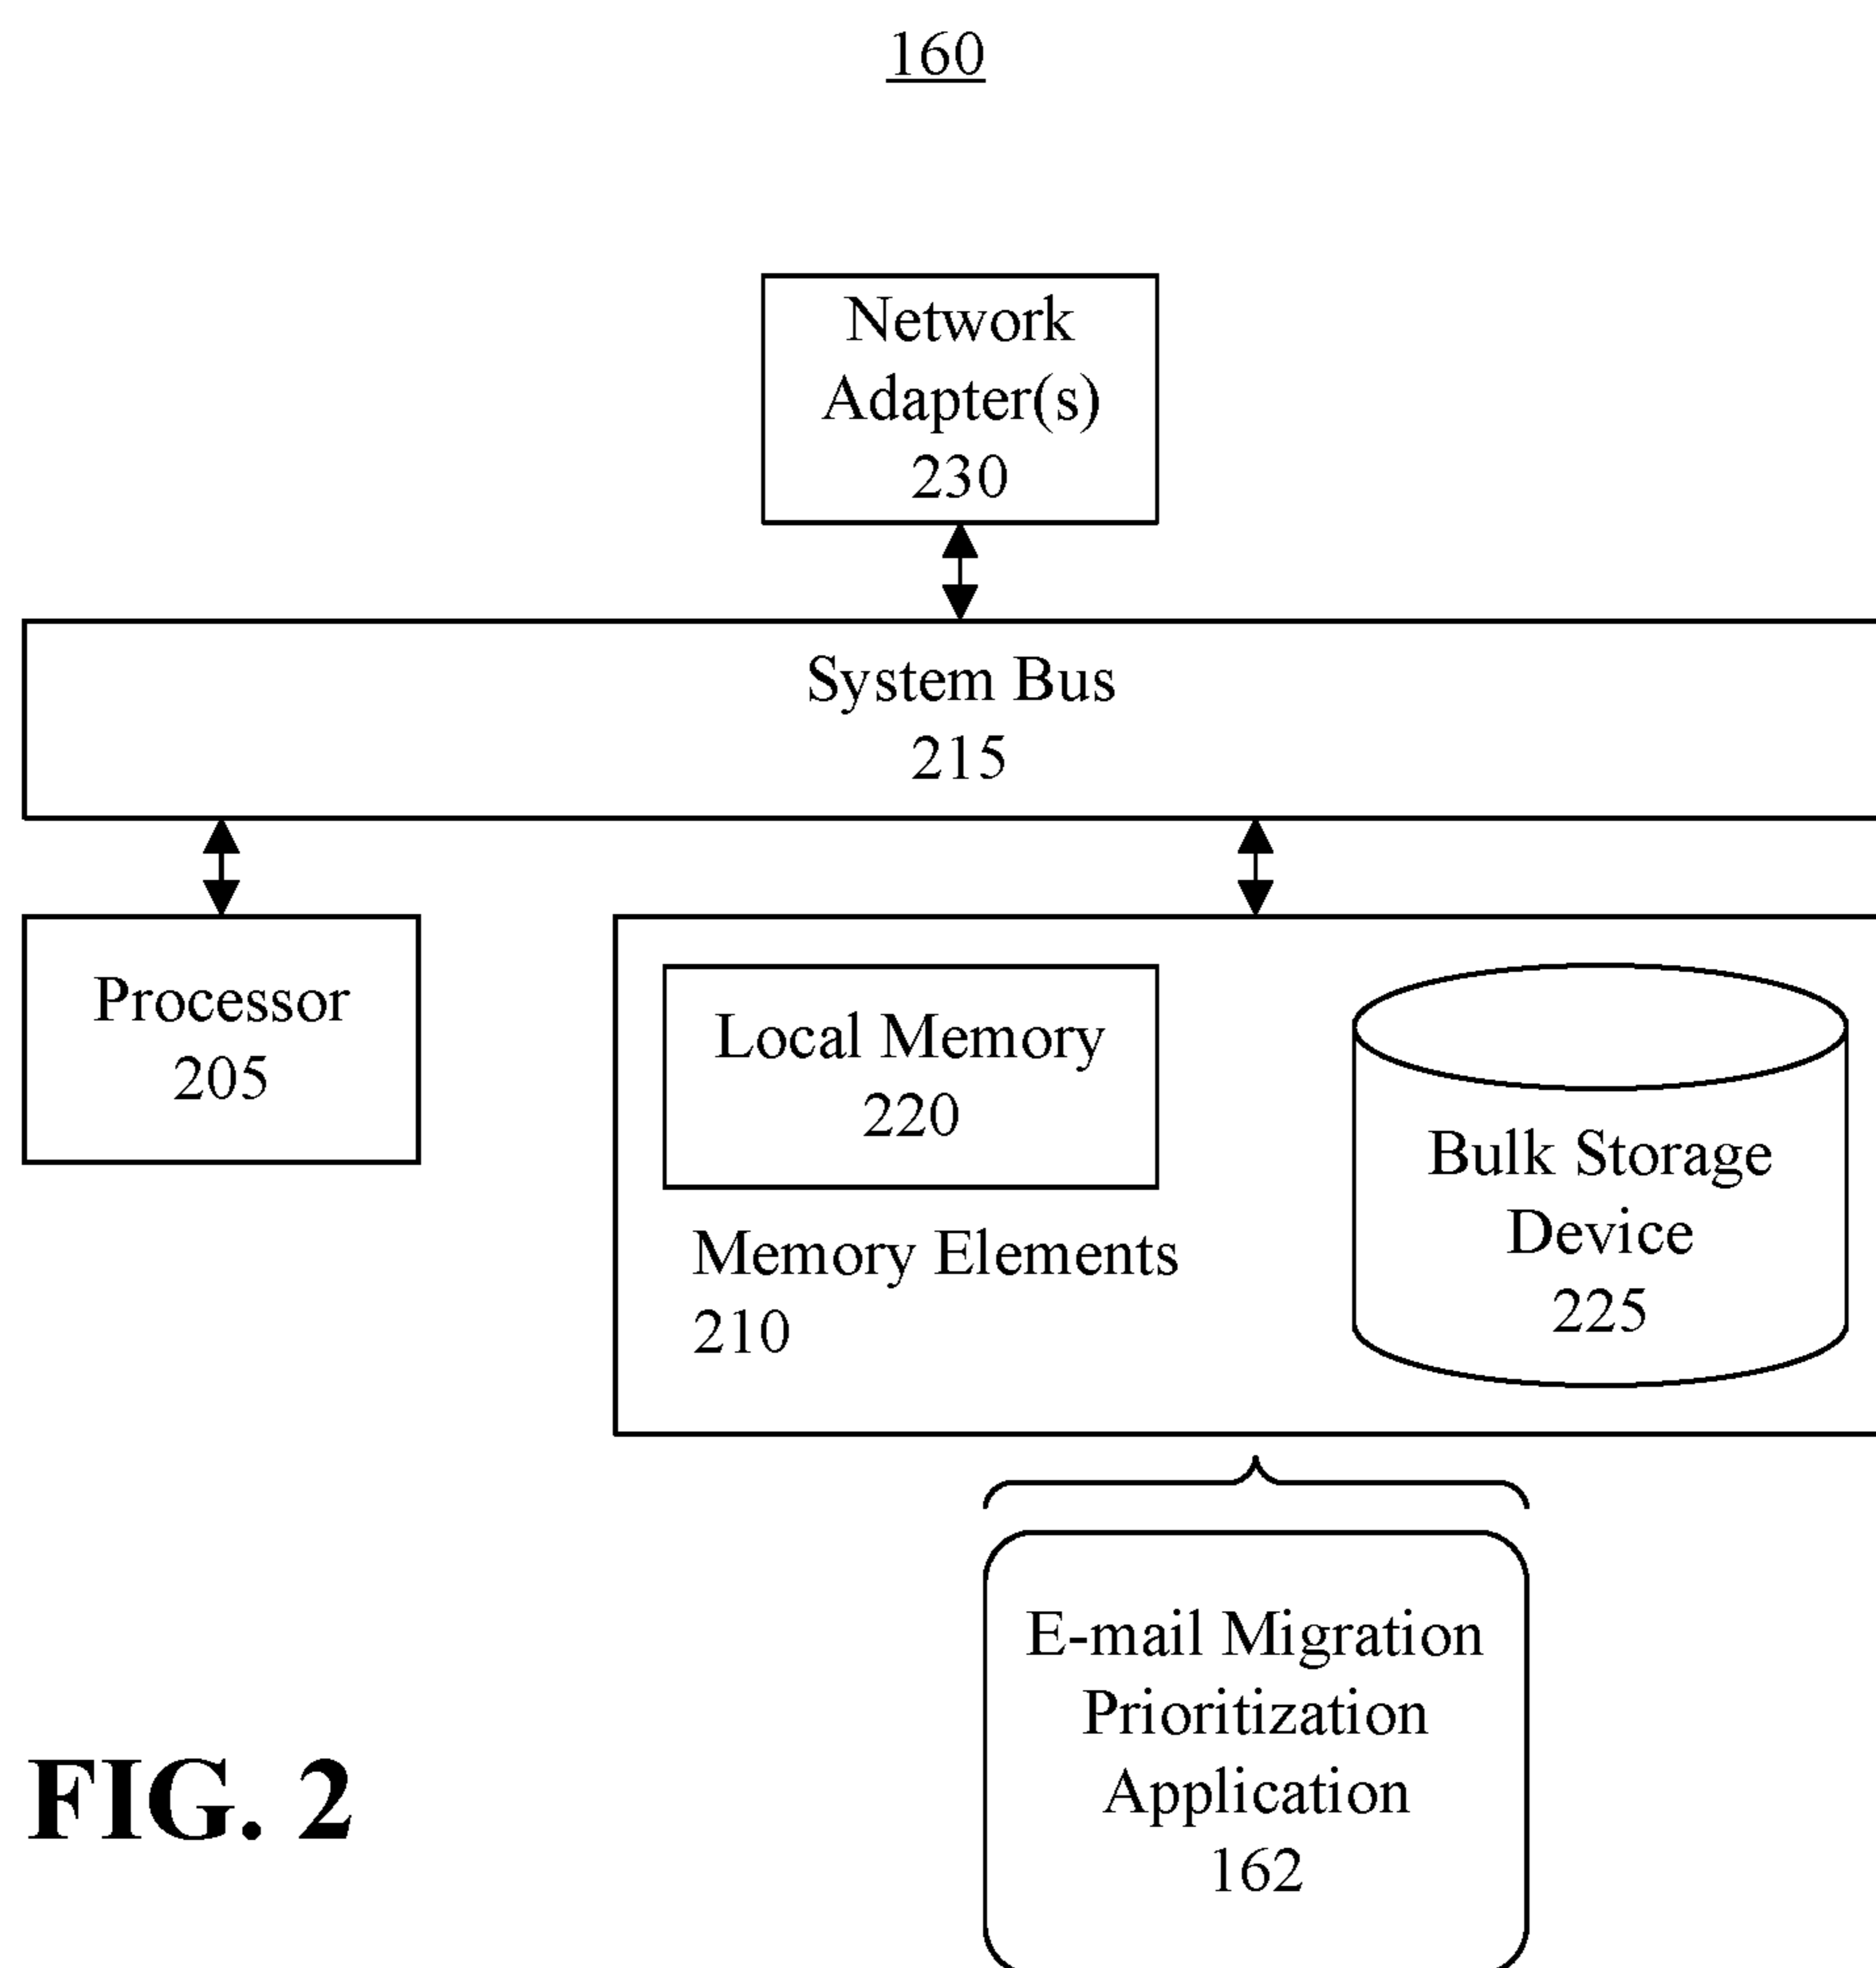 160
Network
Adapter(s)
230
System Bus
215
Processor
205
Local Memory
220
Memory Elements
210
Bulk Storage
Device
225
E-mail Migration
Prioritization
Application
162
FIG. 2